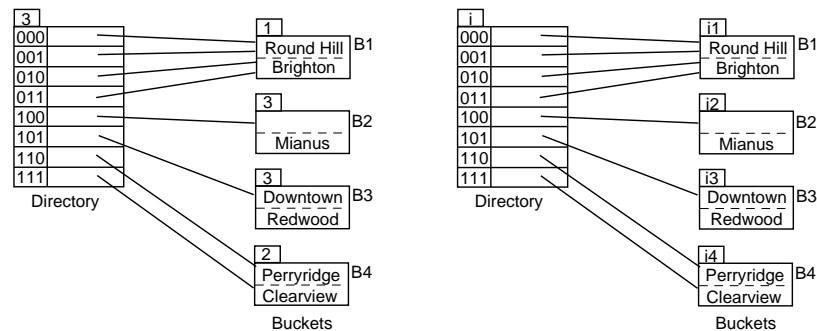 3
000
001
010
011
100
101
110
111
Directory
1
Round Hill
Brighton
B1
3
Mianus
B2
3
Downtown
Redwood
B3
2
Perryridge
Clearview
B4
Buckets
i
000
001
010
011
100
101
110
111
Directory
i1
Round Hill
Brighton
B1
i2
Mianus
B2
i3
Downtown
Redwood
B3
i4
Perryridge
Clearview
B4
Buckets